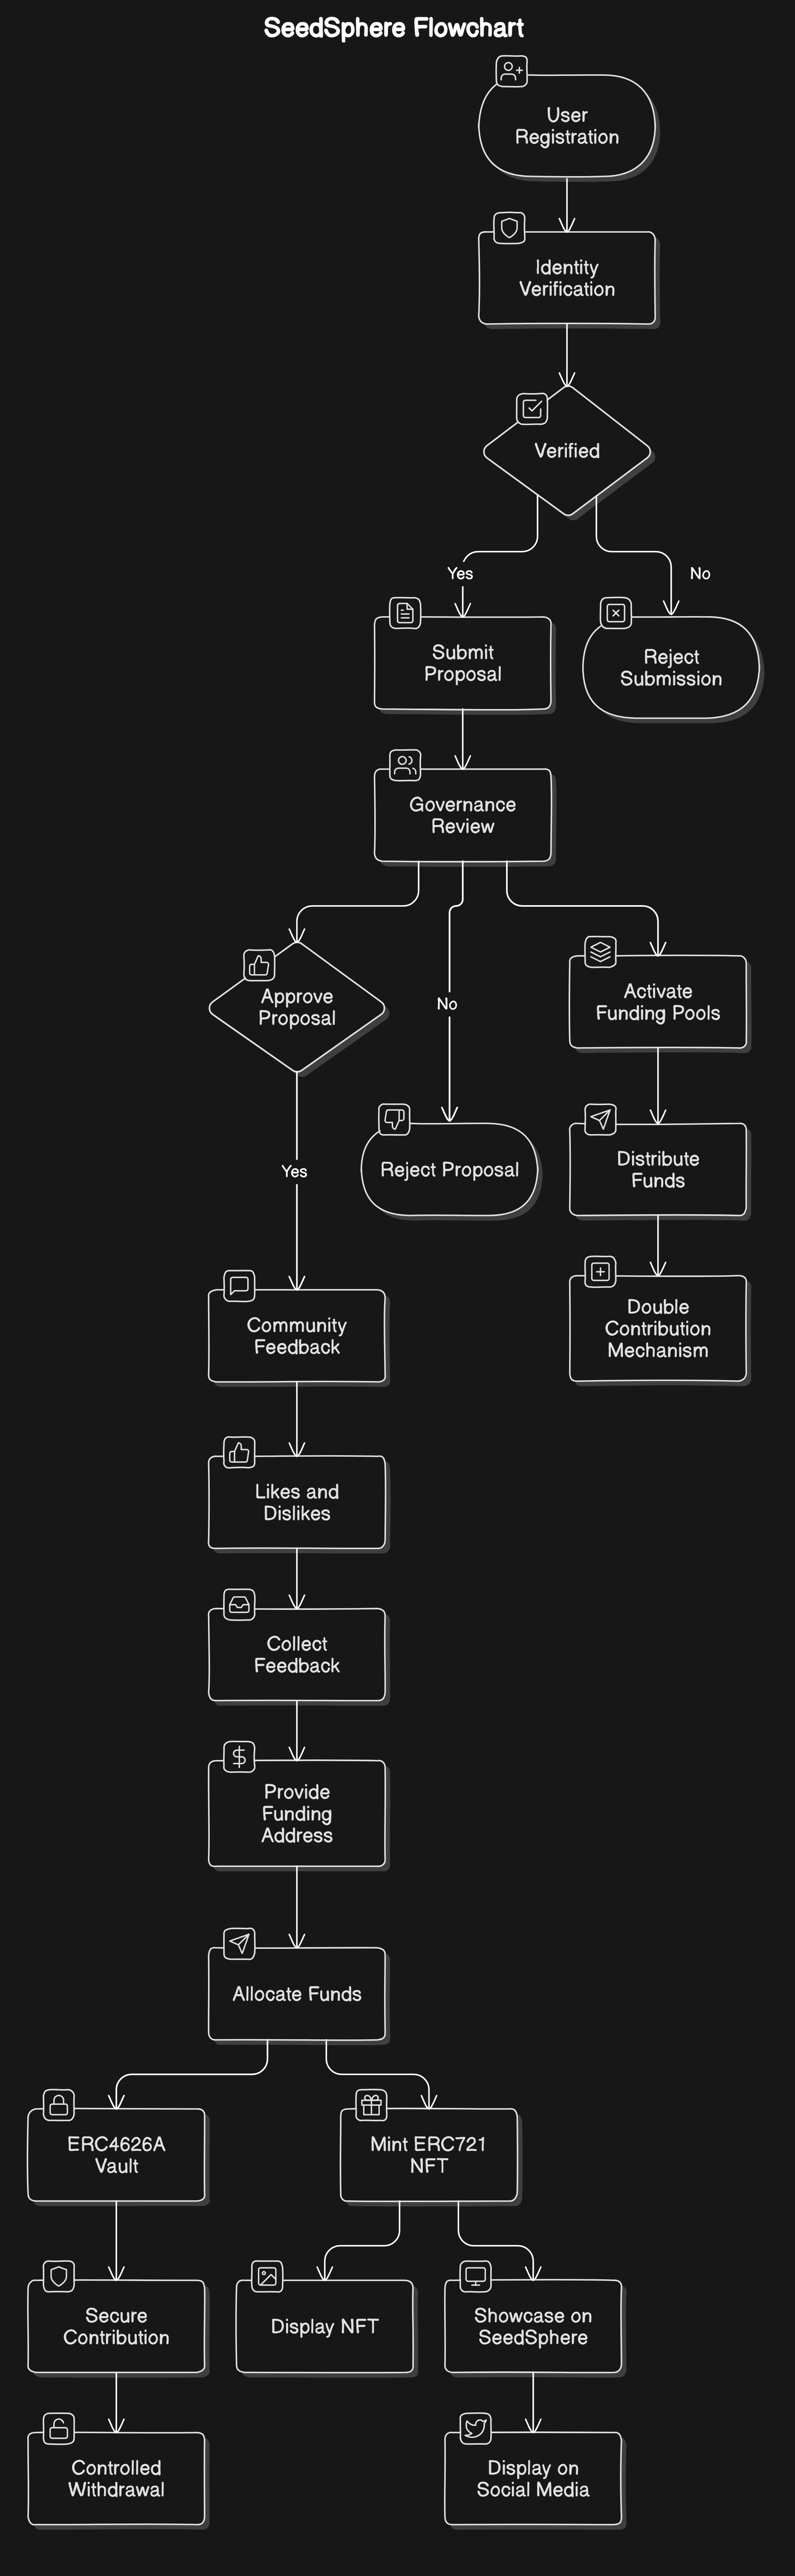 SeedSphere Flowchart
User
Registration
Identity
Verification
Verified
Yes
No
Submit
Proposal
Reject
Submission
Governance
Review
Approve
Proposal
No
Activate
Funding Pools
Yes
Reject Proposal
Distribute
Funds
Community
Feedback
Double
Contribution
Mechanism
Likes and
Dislikes
Collect
Feedback
Provide
Funding
Address
Allocate Funds
ERC4626A
Vault
Mint ERC721
NFT
Secure
Contribution
Display NFT
Showcase on
SeedSphere
Controlled
Withdrawal
Display on
Social Media